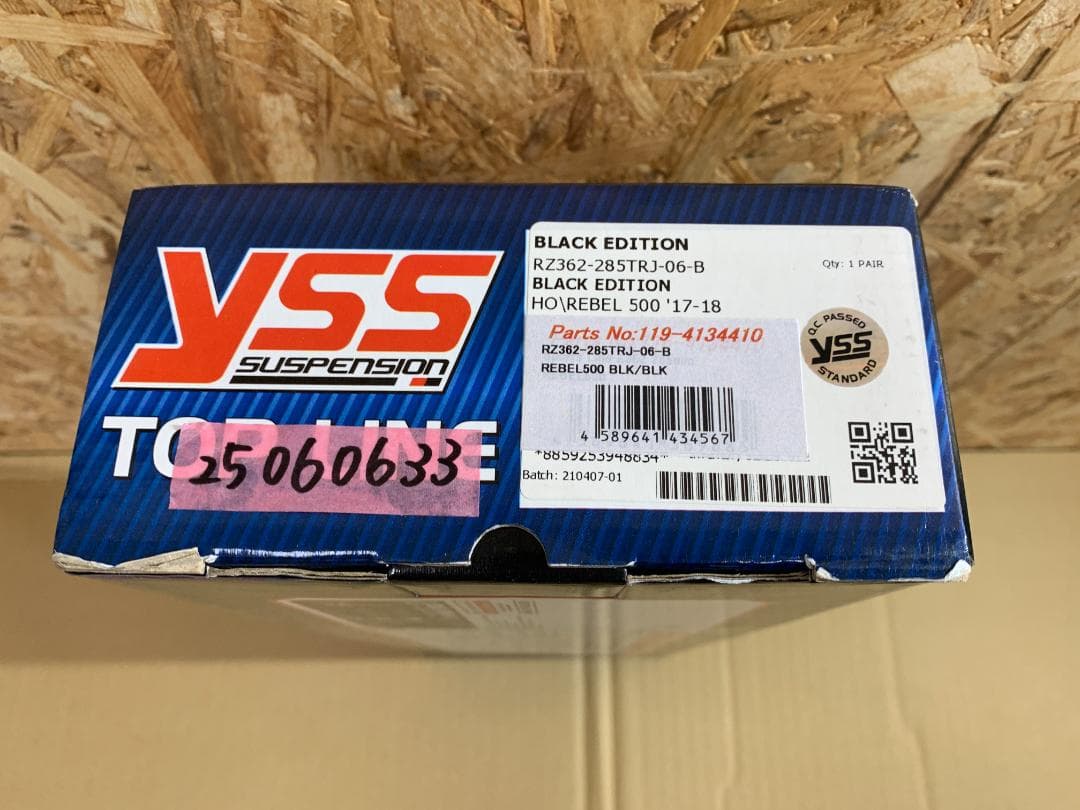 YSS
SUSPENSION
TOP LINE
25060633
BLACK EDITION
RZ362-285TRJ-06-B
Qty: 1 PAIR
BLACK EDITION
HO\REBEL 500 '17-18
Parts No:119-4134410
RZ362-285TRJ-06-B
REBEL500 BLK/BLK
4 589641 434567
*8859253948834*
Batch: 210407-01
Q.C PASSED
YSS
STANDARD